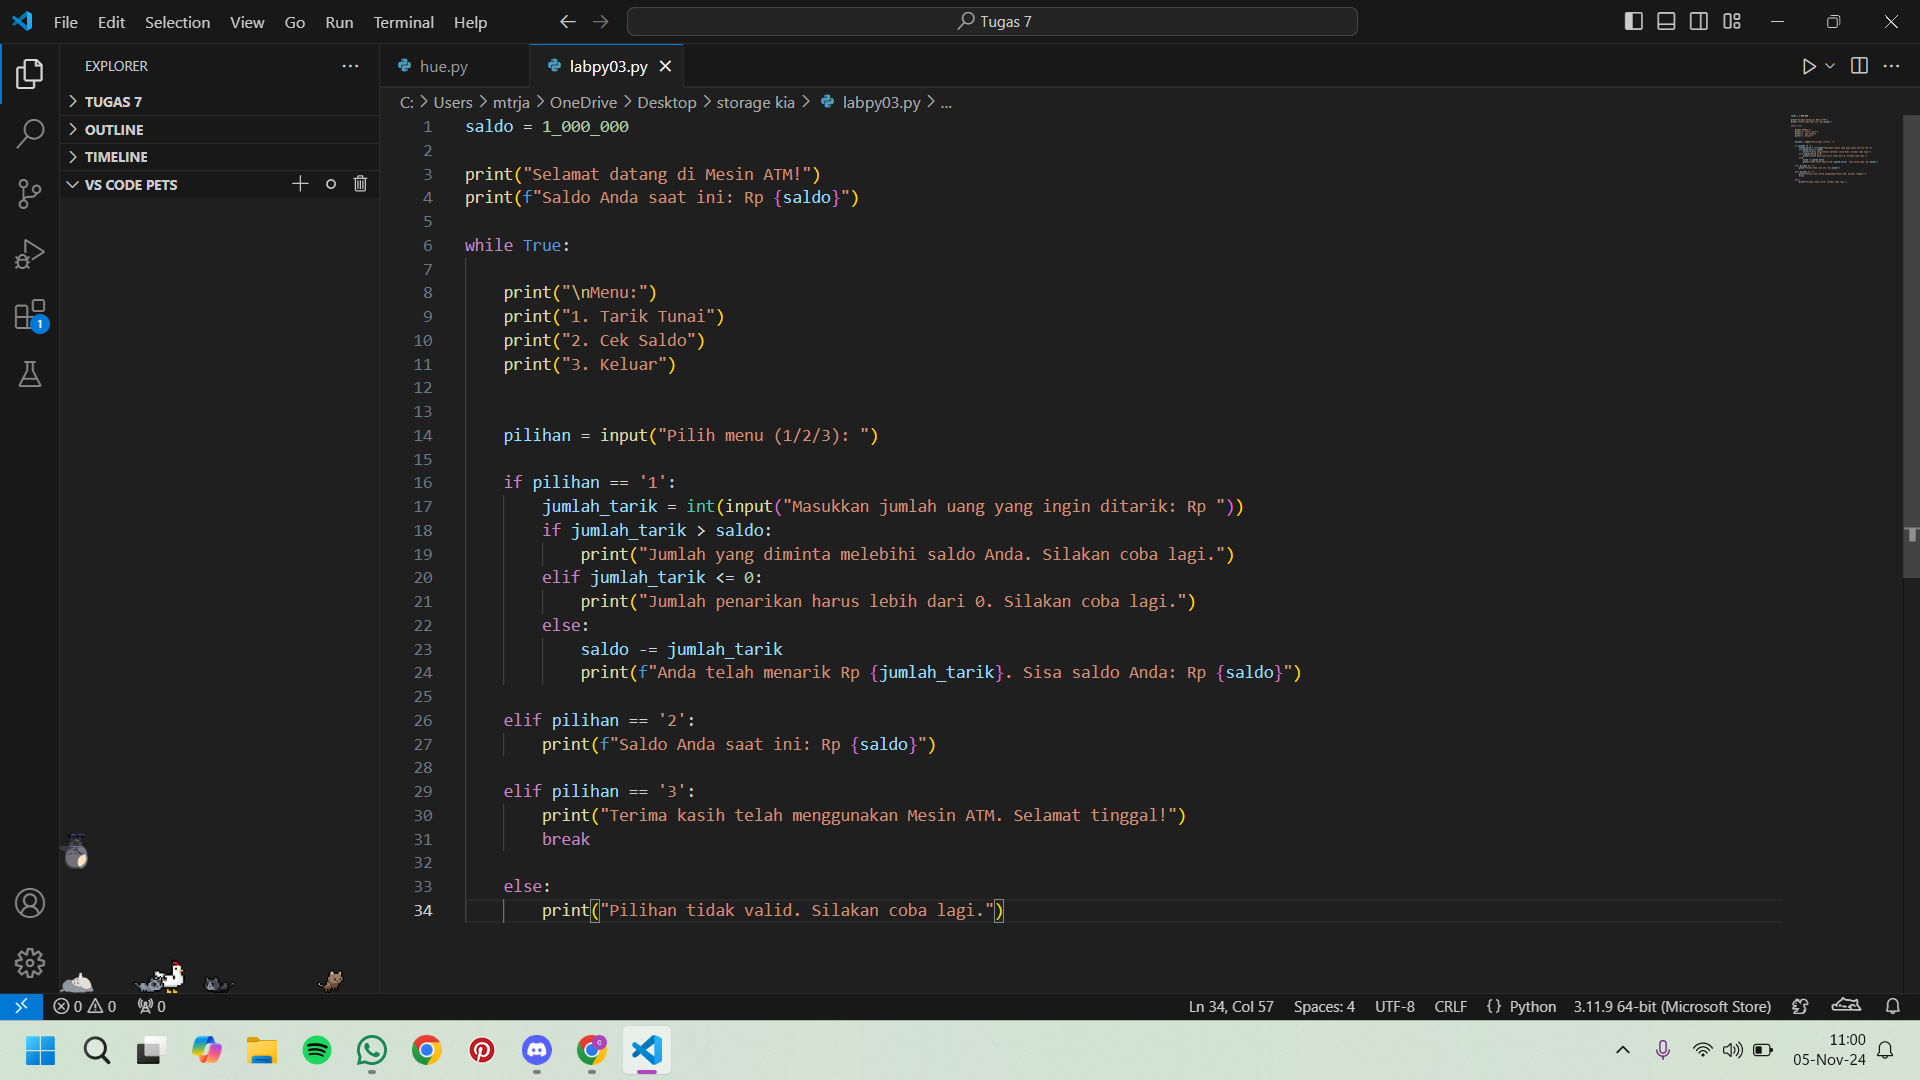 File Edit Selection View Go Run Terminal Help
Tugas 7
EXPLORER
TUGAS 7
OUTLINE
TIMELINE
VS CODE PETS
hue.py
labpy03.py
C: > Users > mtrja > OneDrive > Desktop > storage kia > labpy03.py > ...
1 saldo = 1_000_000
2
3 print("Selamat datang di Mesin ATM!")
4 print(f"Saldo Anda saat ini: Rp {saldo}")
5
6 while True:
7
8 print("\nMenu:")
9 print("1. Tarik Tunai")
10 print("2. Cek Saldo")
11 print("3. Keluar")
12
13
14 pilihan = input("Pilih menu (1/2/3): ")
15
16 if pilihan == '1':
17 jumlah_tarik = int(input("Masukkan jumlah uang yang ingin ditarik: Rp "))
18 if jumlah_tarik > saldo:
19 print("Jumlah yang diminta melebihi saldo Anda. Silakan coba lagi.")
20 elif jumlah_tarik <= 0:
21 print("Jumlah penarikan harus lebih dari 0. Silakan coba lagi.")
22 else:
23 saldo -= jumlah_tarik
24 print(f"Anda telah menarik Rp {jumlah_tarik}. Sisa saldo Anda: Rp {saldo}")
25
26 elif pilihan == '2':
27 print(f"Saldo Anda saat ini: Rp {saldo}")
28
29 elif pilihan == '3':
30 print("Terima kasih telah menggunakan Mesin ATM. Selamat tinggal!")
31 break
32
33 else:
34 print("Pilihan tidak valid. Silakan coba lagi.")
1
0 0 0
Ln 34, Col 57 Spaces: 4 UTF-8 CRLF {} Python 3.11.9 64-bit (Microsoft Store)
11:00
05-Nov-24